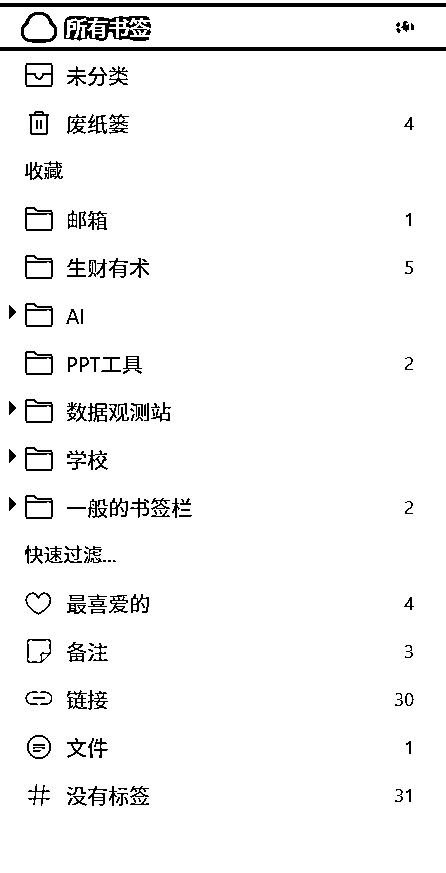 所有书签
未分类
废纸篓 4
收藏
邮箱 1
生财有术 5
AI
PPT工具 2
数据观测站
学校
一般的书签栏 2
快速过滤...
最喜爱的 4
备注 3
链接 30
文件 1
没有标签 31